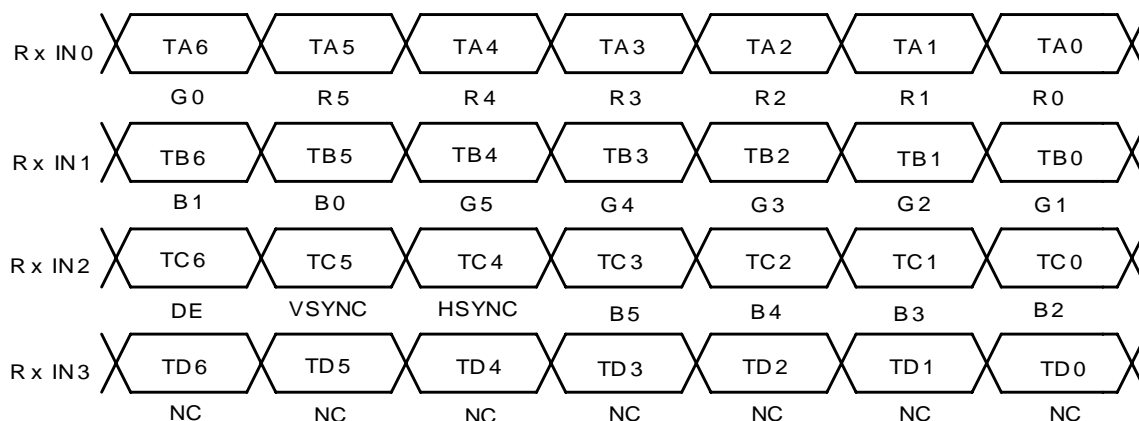 Rx IN0 TA6 TA5 TA4 TA3 TA2 TA1 TA0
G0 R5 R4 R3 R2 R1 R0
Rx IN1 TB6 TB5 TB4 TB3 TB2 TB1 TB0
B1 B0 G5 G4 G3 G2 G1
Rx IN2 TC6 TC5 TC4 TC3 TC2 TC1 TC0
DE VSYNC HSYNC B5 B4 B3 B2
Rx IN3 TD6 TD5 TD4 TD3 TD2 TD1 TD0
NC NC NC NC NC NC NC